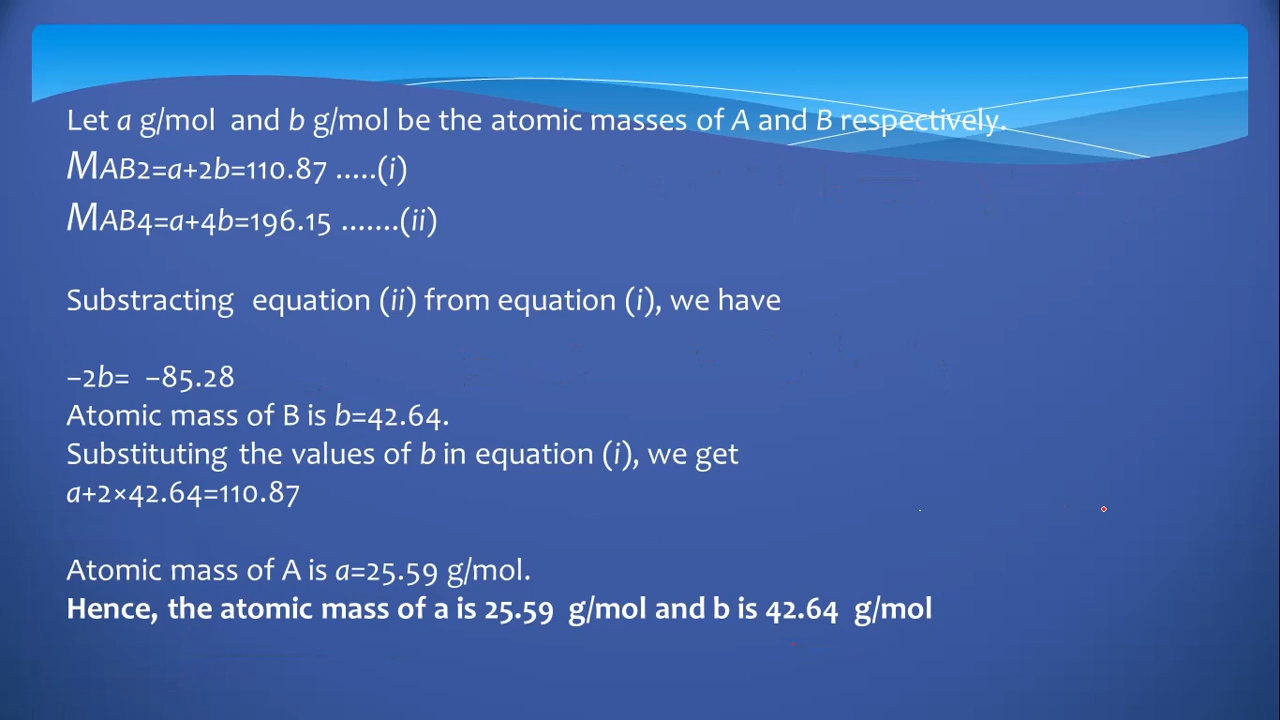 Let a g/mol and b g/mol be the atomic masses of A and B respectively.
MAB2=a+2b=110.87 .....(i)
MAB4=a+4b=196.15 .......(ii)
Substracting equation (ii) from equation (i), we have
−2b= −85.28
Atomic mass of B is b=42.64.
Substituting the values of b in equation (i), we get
a+2×42.64=110.87
Atomic mass of A is a=25.59 g/mol.
Hence, the atomic mass of a is 25.59 g/mol and b is 42.64 g/mol